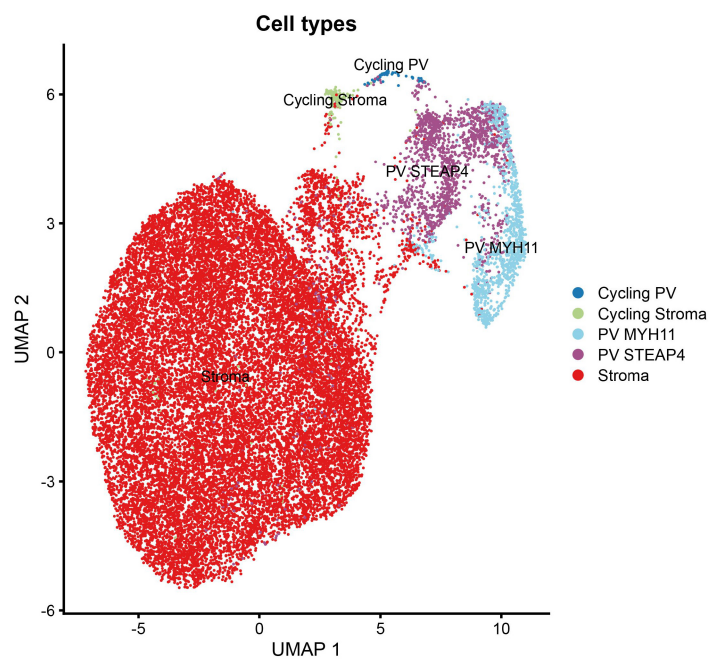 Cell types
Cycling PV
Cycling Stroma
PV STEAP4
PV MYH11
Stroma
6
3
0
-3
-6
UMAP 2
-5
0
5
10
UMAP 1
Cycling PV
Cycling Stroma
PV MYH11
PV STEAP4
Stroma